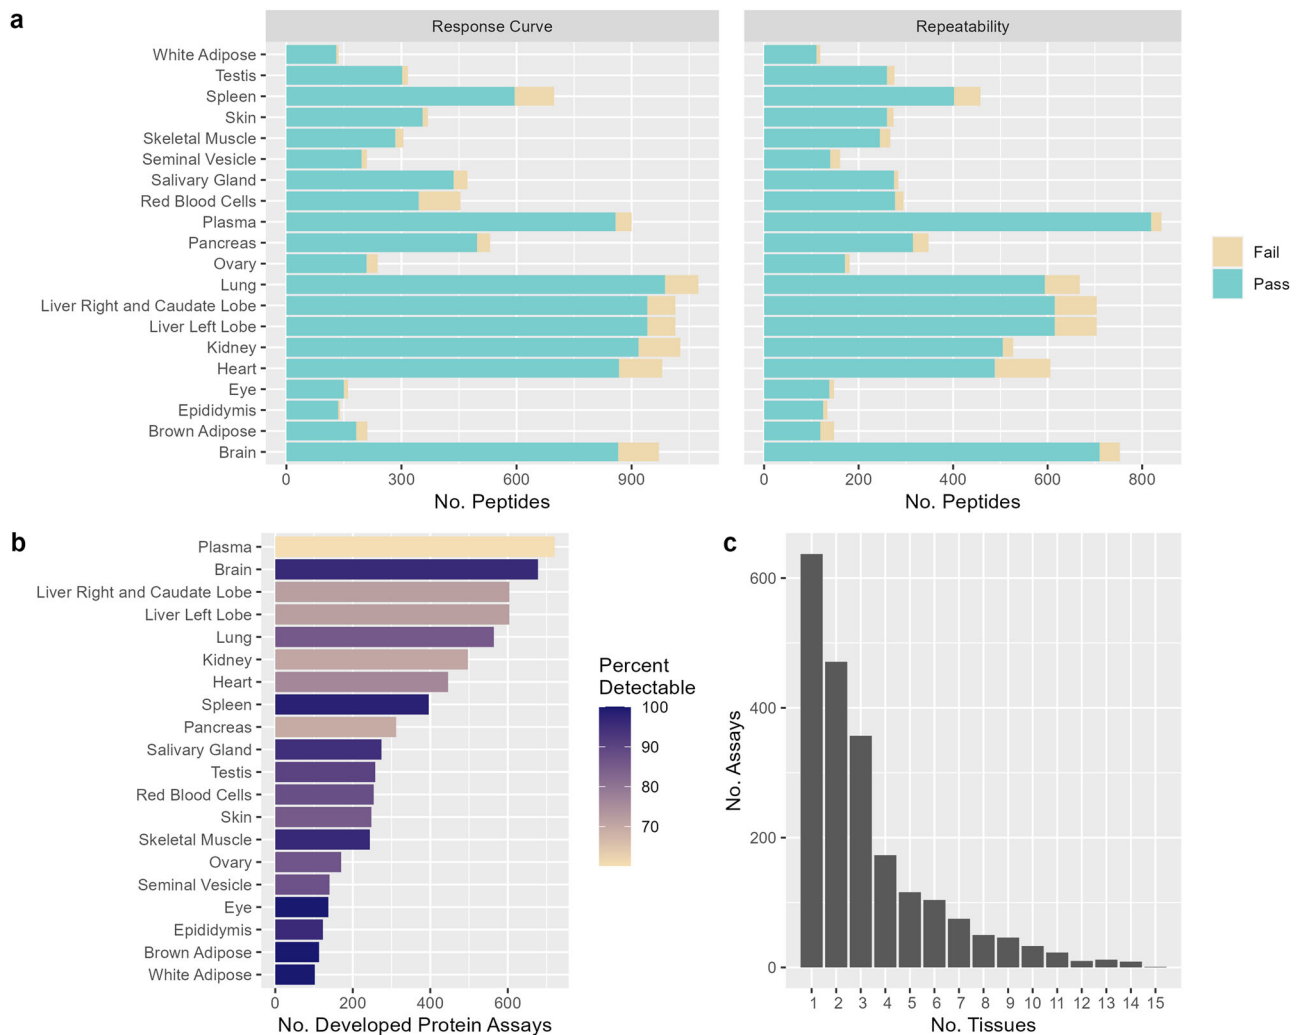 a
Response Curve
Repeatability
White Adipose
Testis
Spleen
Skin
Skeletal Muscle
Seminal Vesicle
Salivary Gland
Red Blood Cells
Plasma
Pancreas
Ovary
Lung
Liver Right and Caudate Lobe
Liver Left Lobe
Kidney
Heart
Eye
Epididymis
Brown Adipose
Brain
0 300 600 900
No. Peptides
0 200 400 600 800
No. Peptides
Fail
Pass
b
Plasma
Brain
Liver Right and Caudate Lobe
Liver Left Lobe
Lung
Kidney
Heart
Spleen
Pancreas
Salivary Gland
Testis
Red Blood Cells
Skin
Skeletal Muscle
Ovary
Seminal Vesicle
Eye
Epididymis
Brown Adipose
White Adipose
0 200 400 600
No. Developed Protein Assays
Percent
Detectable
100
90
80
70
c
No. Assays
600
400
200
0
1 2 3 4 5 6 7 8 9 10 11 12 13 14 15
No. Tissues